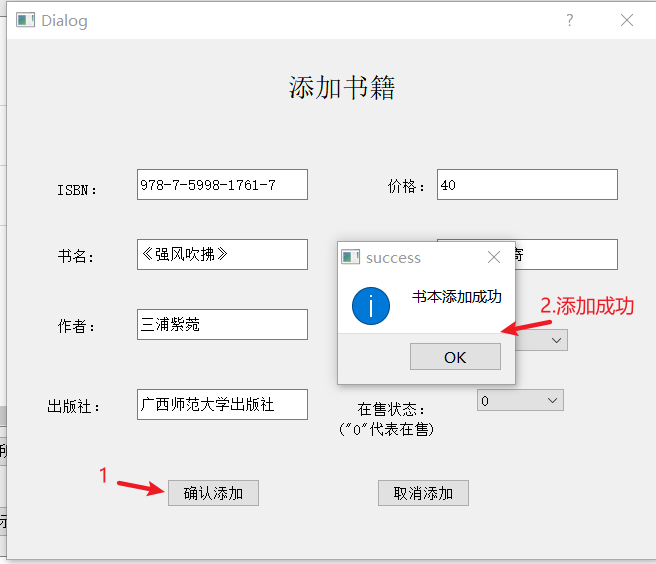 Dialog
?
添加书籍
ISBN：
978-7-5998-1761-7
价格：
40
书名：
《强风吹拂》
寄
success
书本添加成功
OK
2.添加成功
作者：
三浦紫菀
出版社：
广西师范大学出版社
在售状态：
("0"代表在售)
0
1
确认添加
取消添加